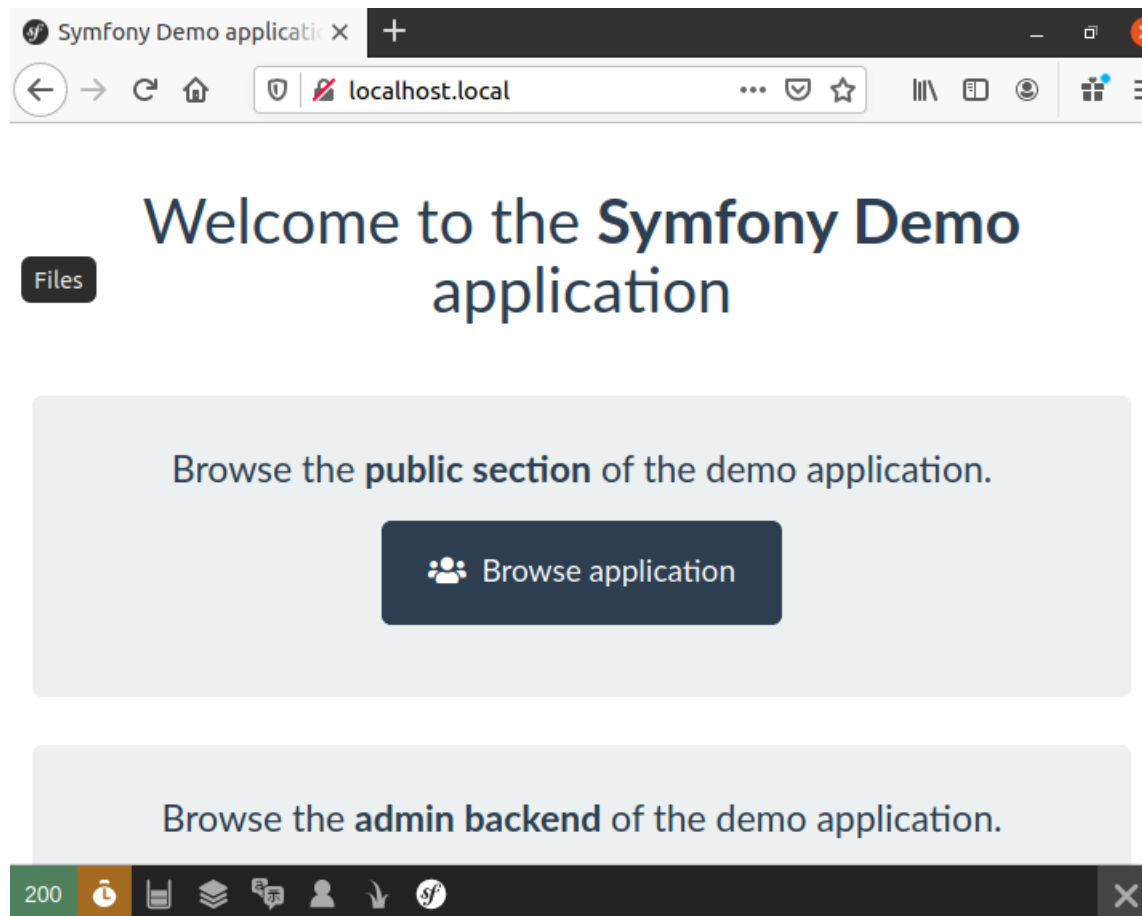 Symfony Demo applicati
localhost.local
Welcome to the Symfony Demo
application
Files
Browse the public section of the demo application.
Browse application
Browse the admin backend of the demo application.
200